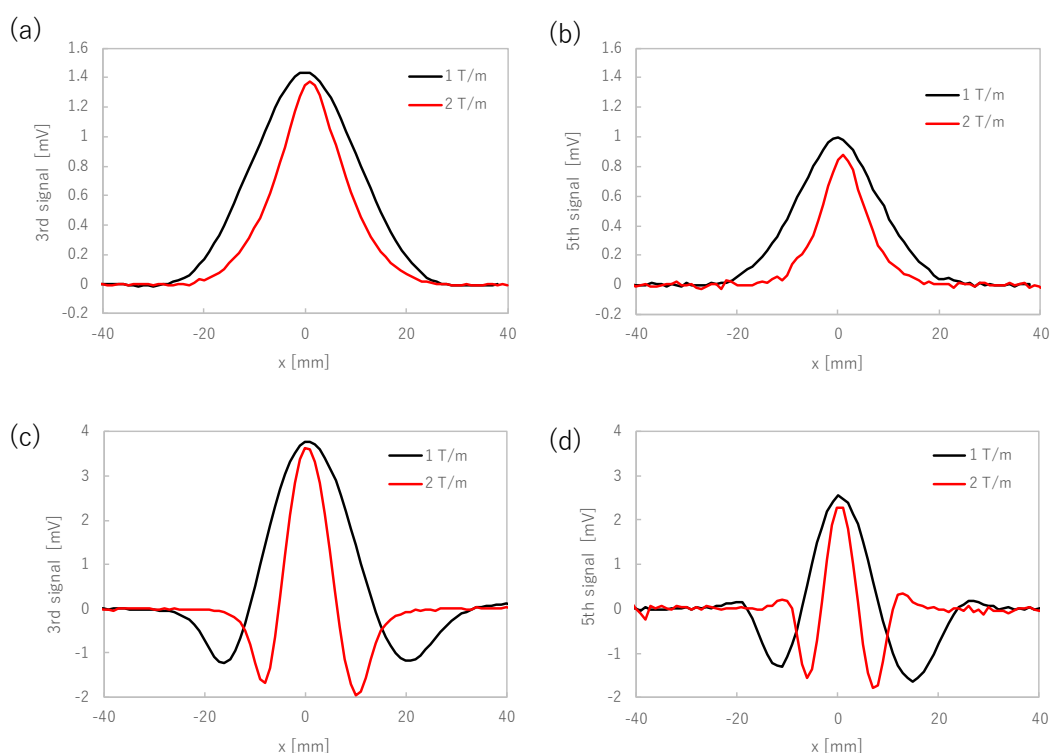 (a)
3rd signal [mV]
1.6
1.4
1.2
1
0.8
0.6
0.4
0.2
0
-0.2
-40 -20 0 20 40
x [mm]
1 T/m
2 T/m
(b)
5th signal [mV]
1.6
1.4
1.2
1
0.8
0.6
0.4
0.2
0
-0.2
-40 -20 0 20 40
x [mm]
1 T/m
2 T/m
(c)
3rd signal [mV]
4
3
2
1
0
-1
-2
-40 -20 0 20 40
x [mm]
1 T/m
2 T/m
(d)
5th signal [mV]
4
3
2
1
0
-1
-2
-40 -20 0 20 40
x [mm]
1 T/m
2 T/m